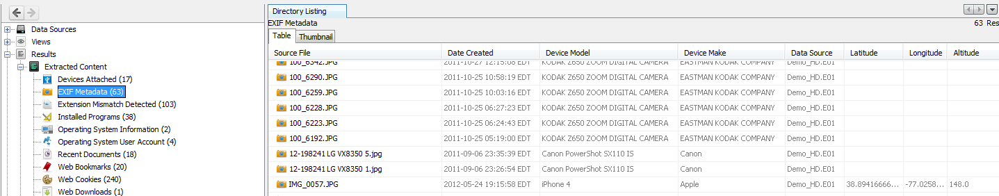 Directory Listing
EXIF Metadata 63 Res
Table Thumbnail
Data Sources
Views
Results
Extracted Content
Devices Attached (17)
EXIF Metadata (63)
Extension Mismatch Detected (103)
Installed Programs (38)
Operating System Information (2)
Operating System User Account (4)
Recent Documents (18)
Web Bookmarks (20)
Web Cookies (240)
Web Downloads (1)
Source File Date Created Device Model Device Make Data Source Latitude Longitude Altitude
100_6342.JPG 2011-10-27 12:15:08 EDT KODAK Z650 ZOOM DIGITAL CAMERA EASTMAN KODAK COMPANY Demo_HD.E01
100_6290.JPG 2011-10-25 10:58:19 EDT KODAK Z650 ZOOM DIGITAL CAMERA EASTMAN KODAK COMPANY Demo_HD.E01
100_6259.JPG 2011-10-25 10:03:16 EDT KODAK Z650 ZOOM DIGITAL CAMERA EASTMAN KODAK COMPANY Demo_HD.E01
100_6228.JPG 2011-10-25 06:27:23 EDT KODAK Z650 ZOOM DIGITAL CAMERA EASTMAN KODAK COMPANY Demo_HD.E01
100_6223.JPG 2011-10-25 06:24:43 EDT KODAK Z650 ZOOM DIGITAL CAMERA EASTMAN KODAK COMPANY Demo_HD.E01
100_6192.JPG 2011-10-25 05:19:00 EDT KODAK Z650 ZOOM DIGITAL CAMERA EASTMAN KODAK COMPANY Demo_HD.E01
12-198241 LG VX8350 5.jpg 2011-09-06 23:35:39 EDT Canon PowerShot SX110 IS Canon Demo_HD.E01
12-198241 LG VX8350 1.jpg 2011-09-06 23:26:54 EDT Canon PowerShot SX110 IS Canon Demo_HD.E01
IMG_0057.JPG 2012-05-24 19:15:58 EDT iPhone 4 Apple Demo_HD.E01 38.89416666... -77.0258... 148.0